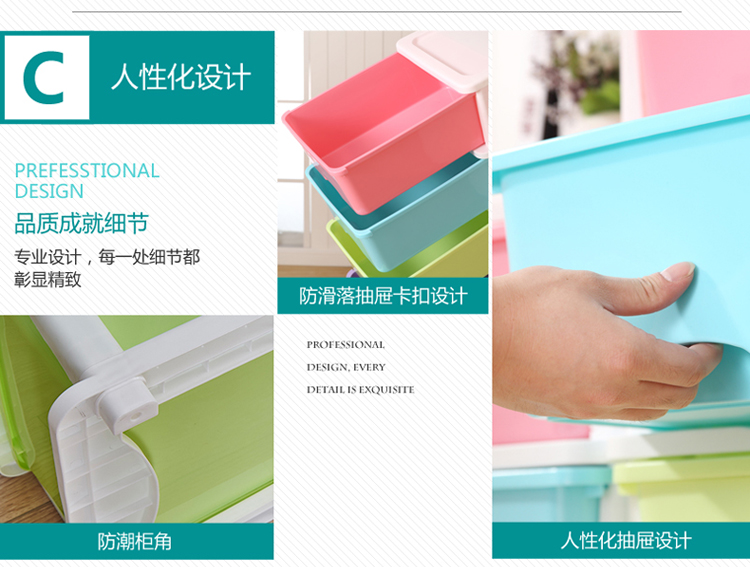 C
人性化设计
PREFESSTIONAL
DESIGN
品质成就细节
专业设计，每一处细节都
彰显精致
防滑落抽屉卡扣设计
PROFESSIONAL
DESIGN, EVERY
DETAIL IS EXQUISITE
防潮柜角
人性化抽屉设计